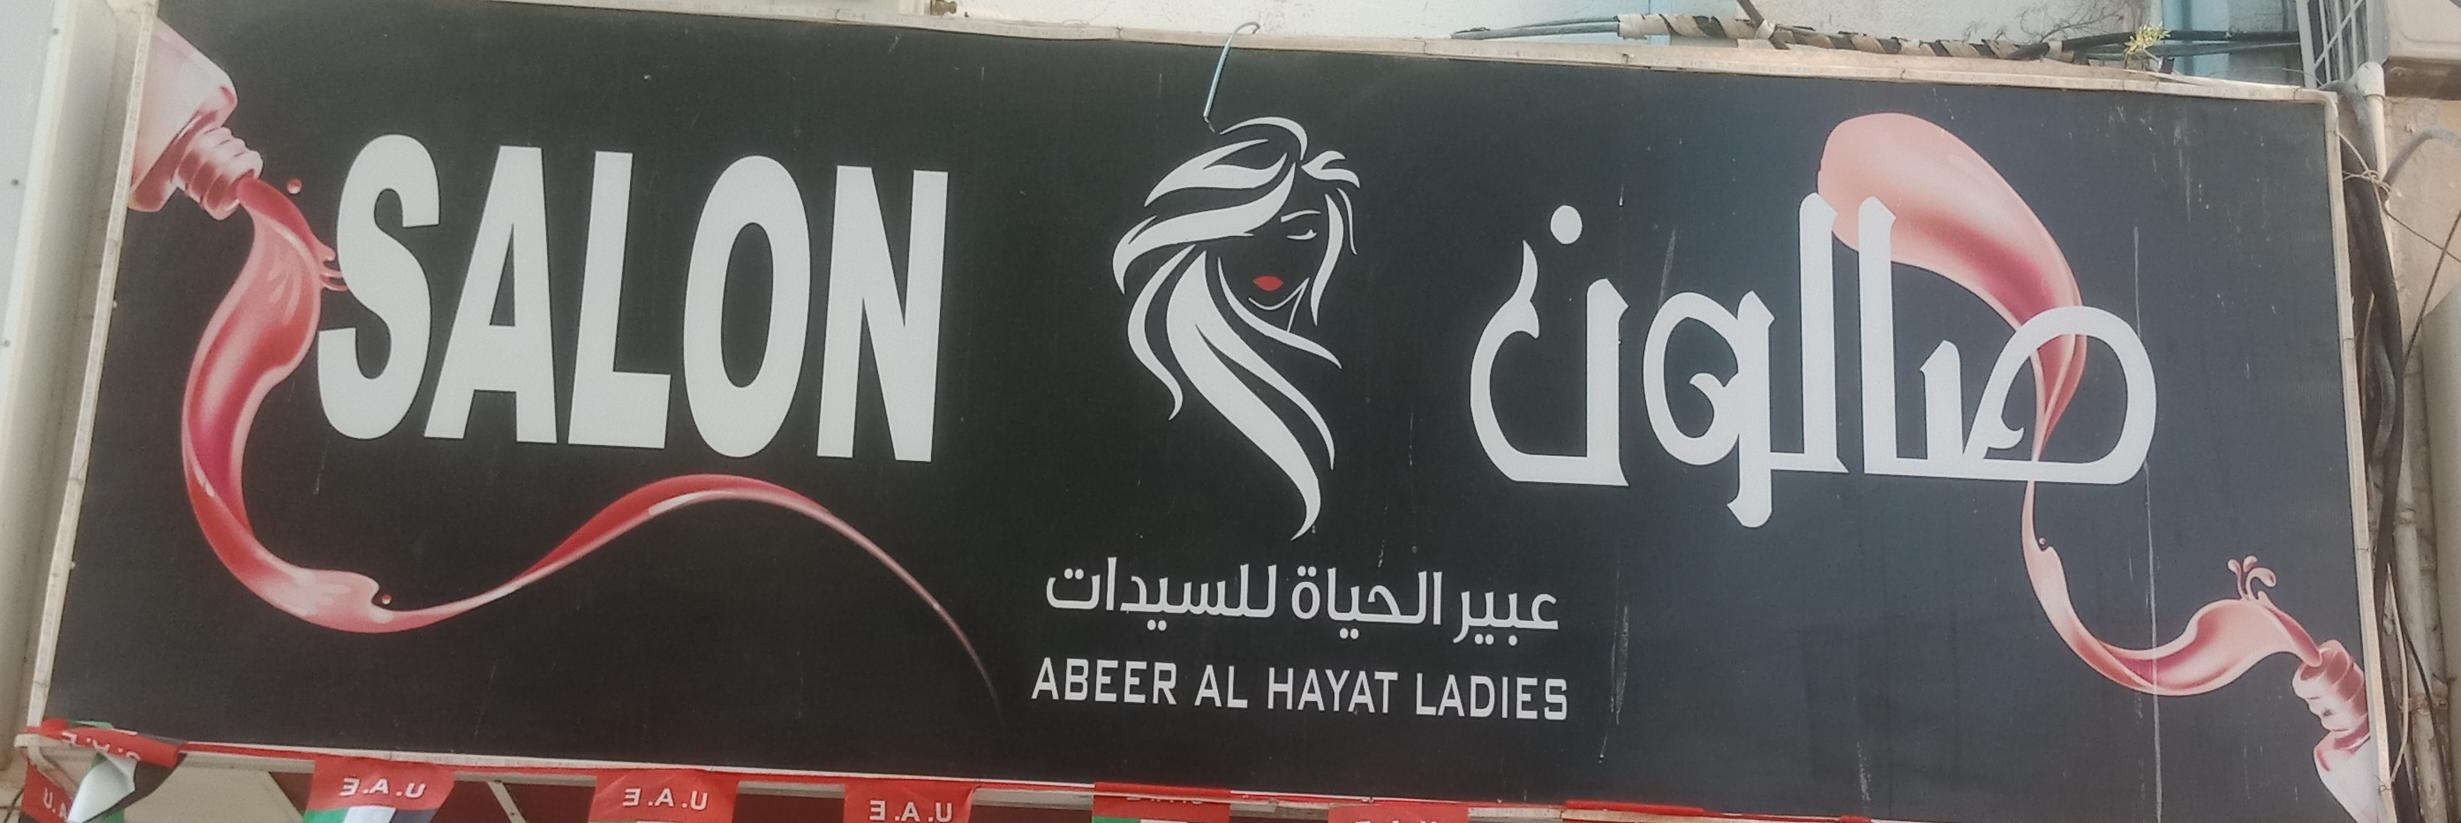 SALON
صالون
عبير الحياة للسيدات
ABEER AL HAYAT LADIES
U.A.E
U.A.E
U.A.E
U.A.E